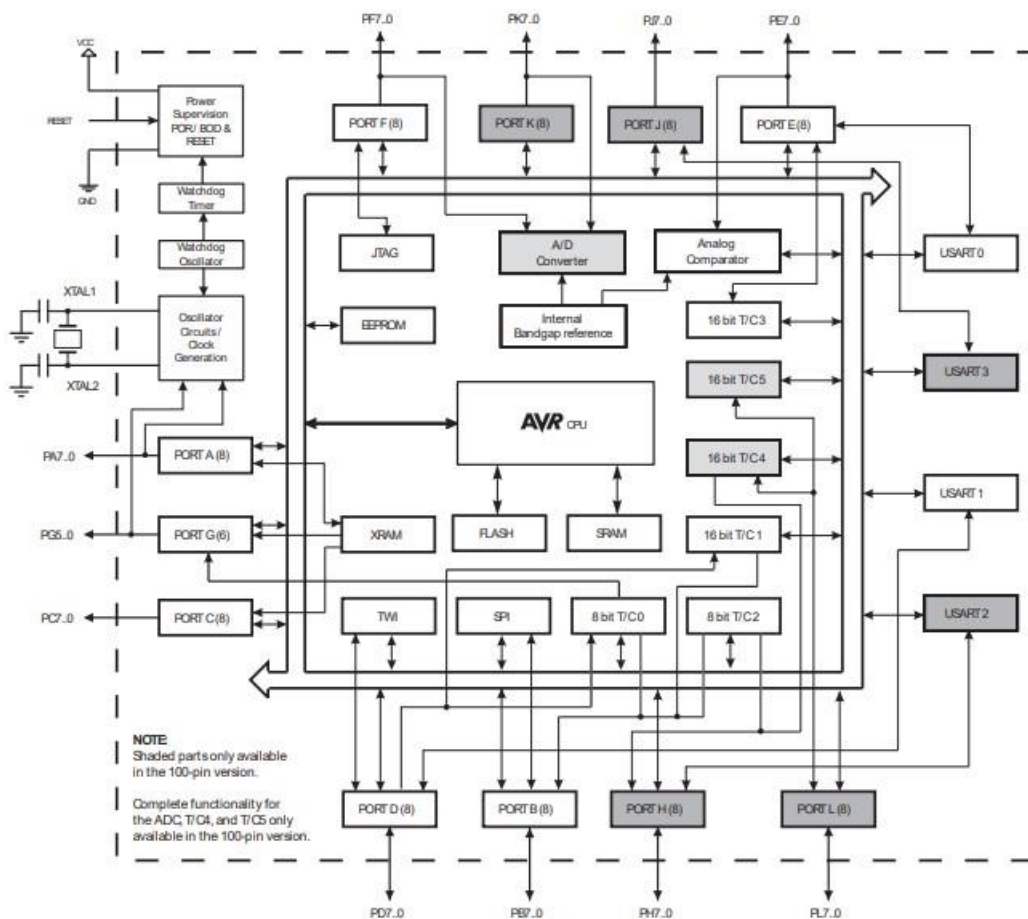 PF7..0
PK7..0
PJ7..0
PE7..0
VCC
RESET
GND
Power
Supervision
POR/ BOD &
RESET
Watchdog
Timer
Watchdog
Oscillator
XTAL1
XTAL2
Oscillator
Circuits /
Clock
Generation
PORT F (8)
PORT K (8)
PORT J (8)
PORT E (8)
JTAG
A/D
Converter
Analog
Comparator
USART 0
EEPROM
Internal
Bandgap reference
16 bit T/C3
USART 3
16 bit T/C5
AVR CPU
16 bit T/C4
PA7..0
PORT A (8)
USART 1
PG5..0
PORT G (6)
XRAM
FLASH
SRAM
16 bit T/C1
PC7..0
PORT C (8)
TWI
SPI
8 bit T/C0
8 bit T/C2
USART 2
NOTE:
Shaded parts only available
in the 100-pin version.
Complete functionality for
the ADC, T/C4, and T/C5 only
available in the 100-pin version.
PORT D (8)
PORT B (8)
PORT H (8)
PORT L (8)
PD7..0
PB7..0
PH7..0
PL7..0